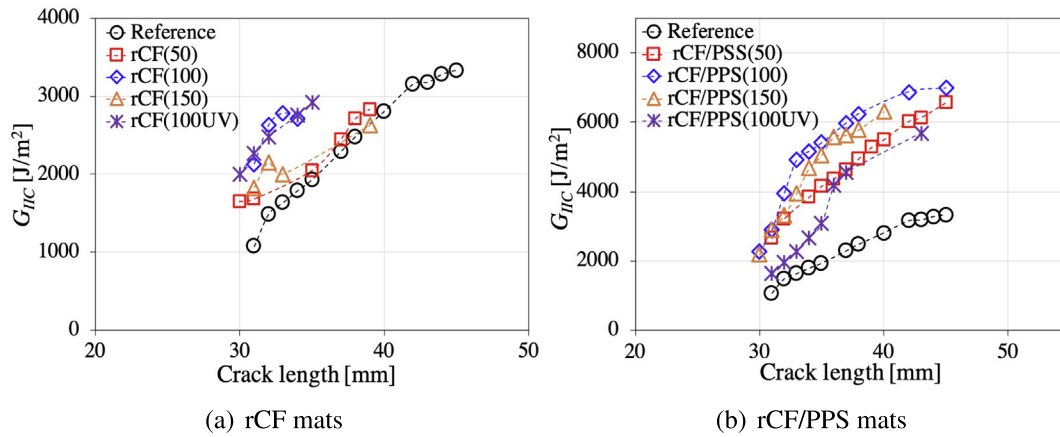 4000
3000
2000
1000
0
G_IIC [J/m²]
Reference
rCF(50)
rCF(100)
rCF(150)
rCF(100UV)
20
30
40
50
Crack length [mm]
(a) rCF mats
8000
6000
4000
2000
0
G_IIC [J/m²]
Reference
rCF/PSS(50)
rCF/PPS(100)
rCF/PPS(150)
rCF/PPS(100UV)
20
30
40
50
Crack length [mm]
(b) rCF/PPS mats